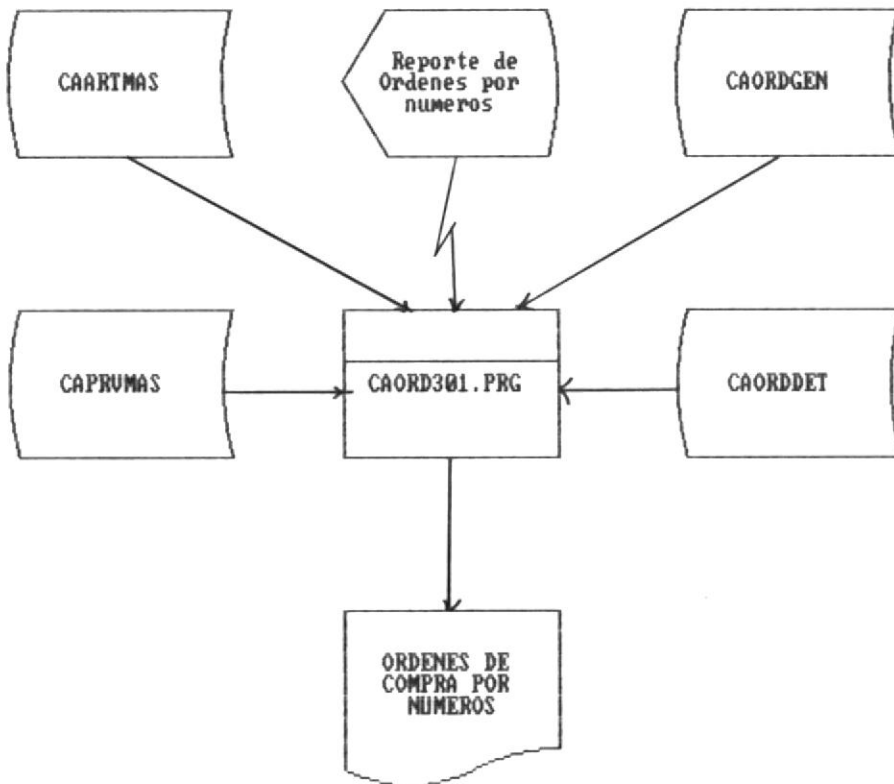 CAARTMAS
Reporte de
Ordenes por
numeros
CAORDGEN
CAPRVMAS
CAORD301.PRG
CAORDDET
ORDENES DE
COMPRA POR
NUMEROS